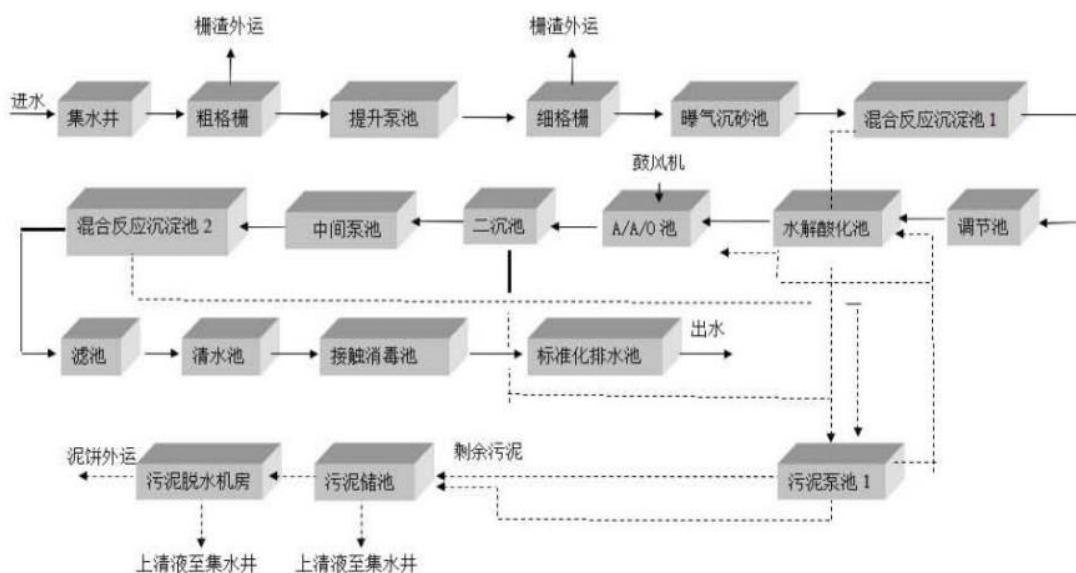 栅渣外运
栅渣外运
进水
集水井
粗格栅
提升泵池
细格栅
曝气沉砂池
混合反应沉淀池1
鼓风机
混合反应沉淀池2
中间泵池
二沉池
A/A/O池
水解酸化池
调节池
出水
滤池
清水池
接触消毒池
标准化排水池
泥饼外运
剩余污泥
污泥脱水机房
污泥储池
污泥泵池1
上清液至集水井
上清液至集水井